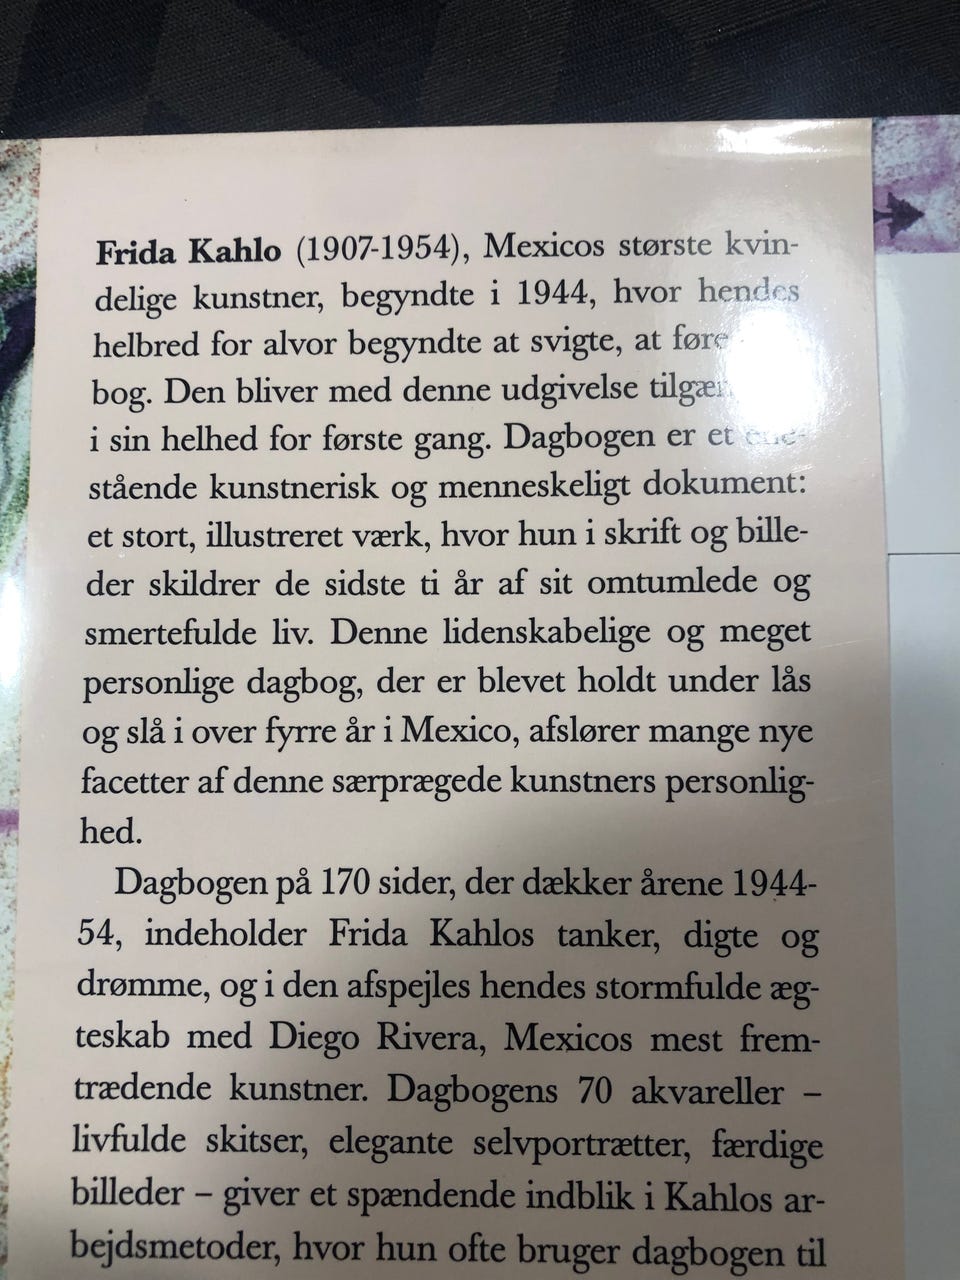 Frida Kahlo (1907-1954), Mexicos største kvin-
delige kunstner, begyndte i 1944, hvor hendes
helbred for alvor begyndte at svigte, at føre
bog. Den bliver med denne udgivelse
i sin helhed for første gang. Dagbogen er et ene-
stående kunstnerisk og menneskeligt dokument:
et stort, illustreret værk, hvor hun i skrift og bille-
der skildrer de sidste ti år af sit omtumlede og
smertefulde liv. Denne lidenskabelige og meget
personlige dagbog, der er blevet holdt under lås
og slå i over fyrre år i Mexico, afslører mange nye
facetter af denne særprægede kunstners personlig-
hed.
Dagbogen på 170 sider, der dækker årene 1944-
54, indeholder Frida Kahlos tanker, digte og
drømme, og i den afspejles hendes stormfulde æg-
teskab med Diego Rivera, Mexicos mest frem-
trædende kunstner. Dagbogens 70 akvareller –
livfulde skitser, elegante selvportrætter, færdige
billeder – giver et spændende indblik i Kahlos ar-
bejdsmetoder, hvor hun ofte bruger dagbogen til